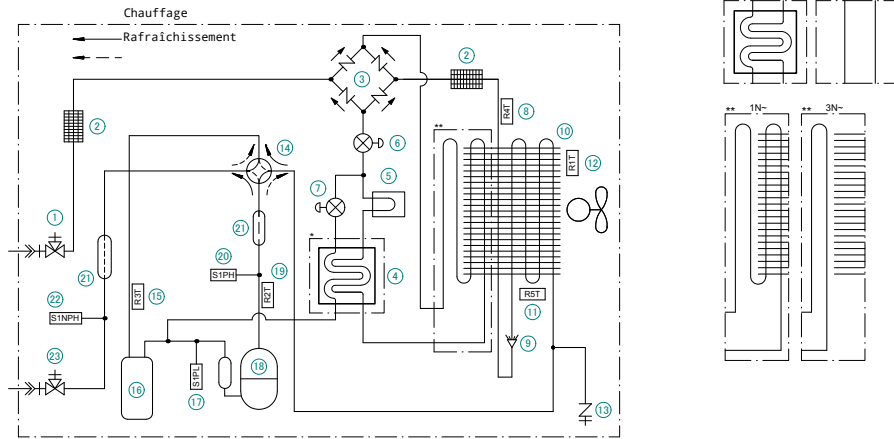 Chauffage
Rafraîchissement
2
3
2
8
R4T
10
14
6
**
R1T
12
7
5
1
21
21
20
S1PH
19
*
4
22
R3T
15
R2T
R5T
11
S1NPH
23
9
16
S1PL
17
18
13
** 1N~
** 3N~